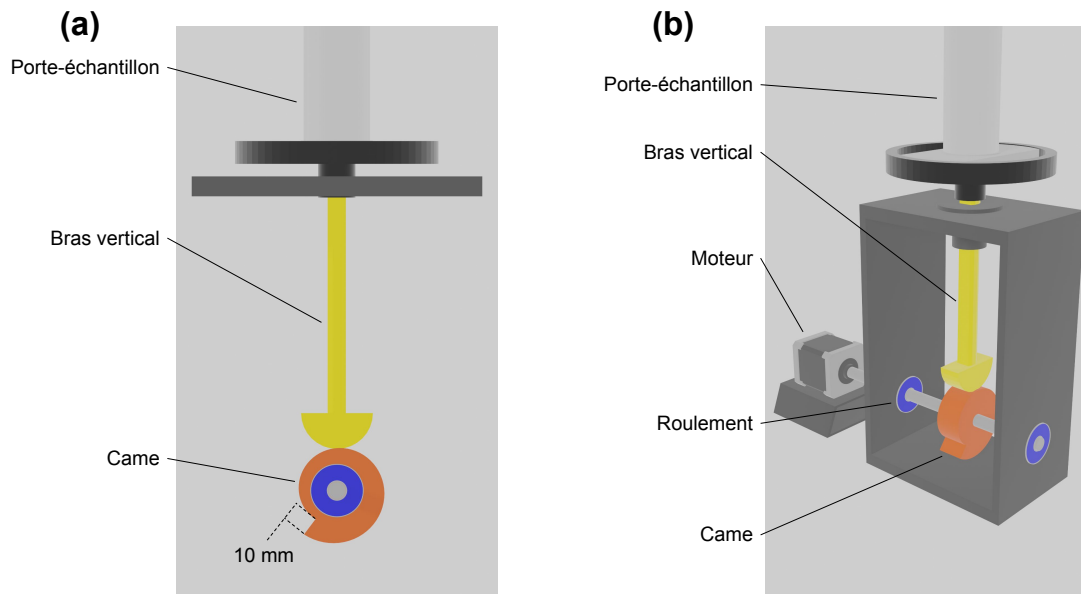 (a)
Porte-échantillon
Bras vertical
Came
10 mm
(b)
Porte-échantillon
Bras vertical
Moteur
Roulement
Came